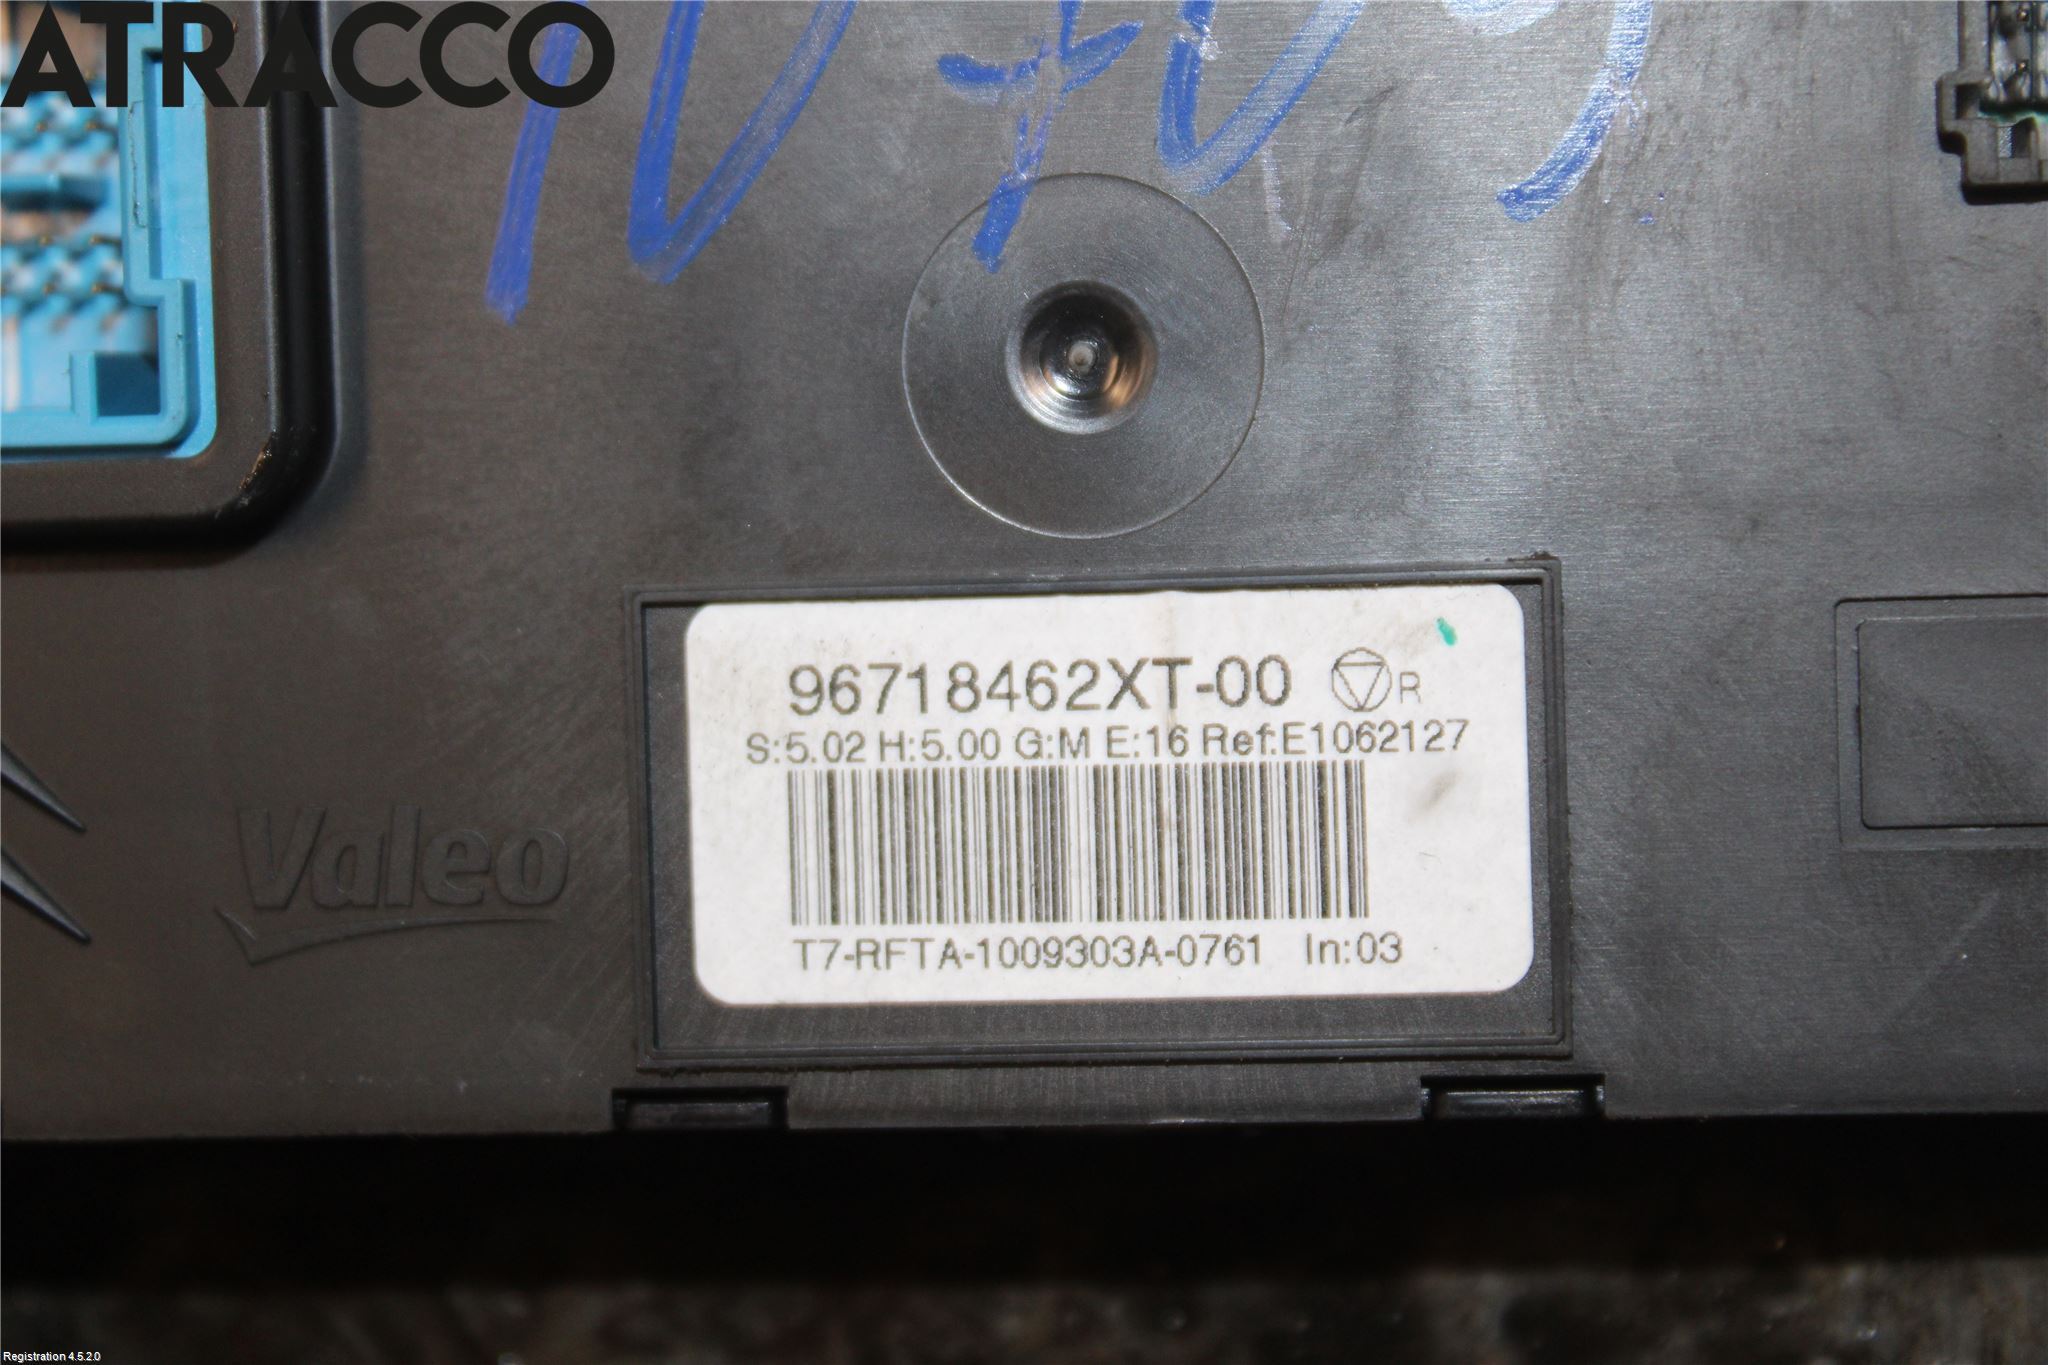 ATRACCO
96718462XT-00 R
S:5.02 H:5.00 G:M E:16 Ref:E1062127
Valeo
T7-RFTA-1009303A-0761 In:03
Registration 4.5.2.0